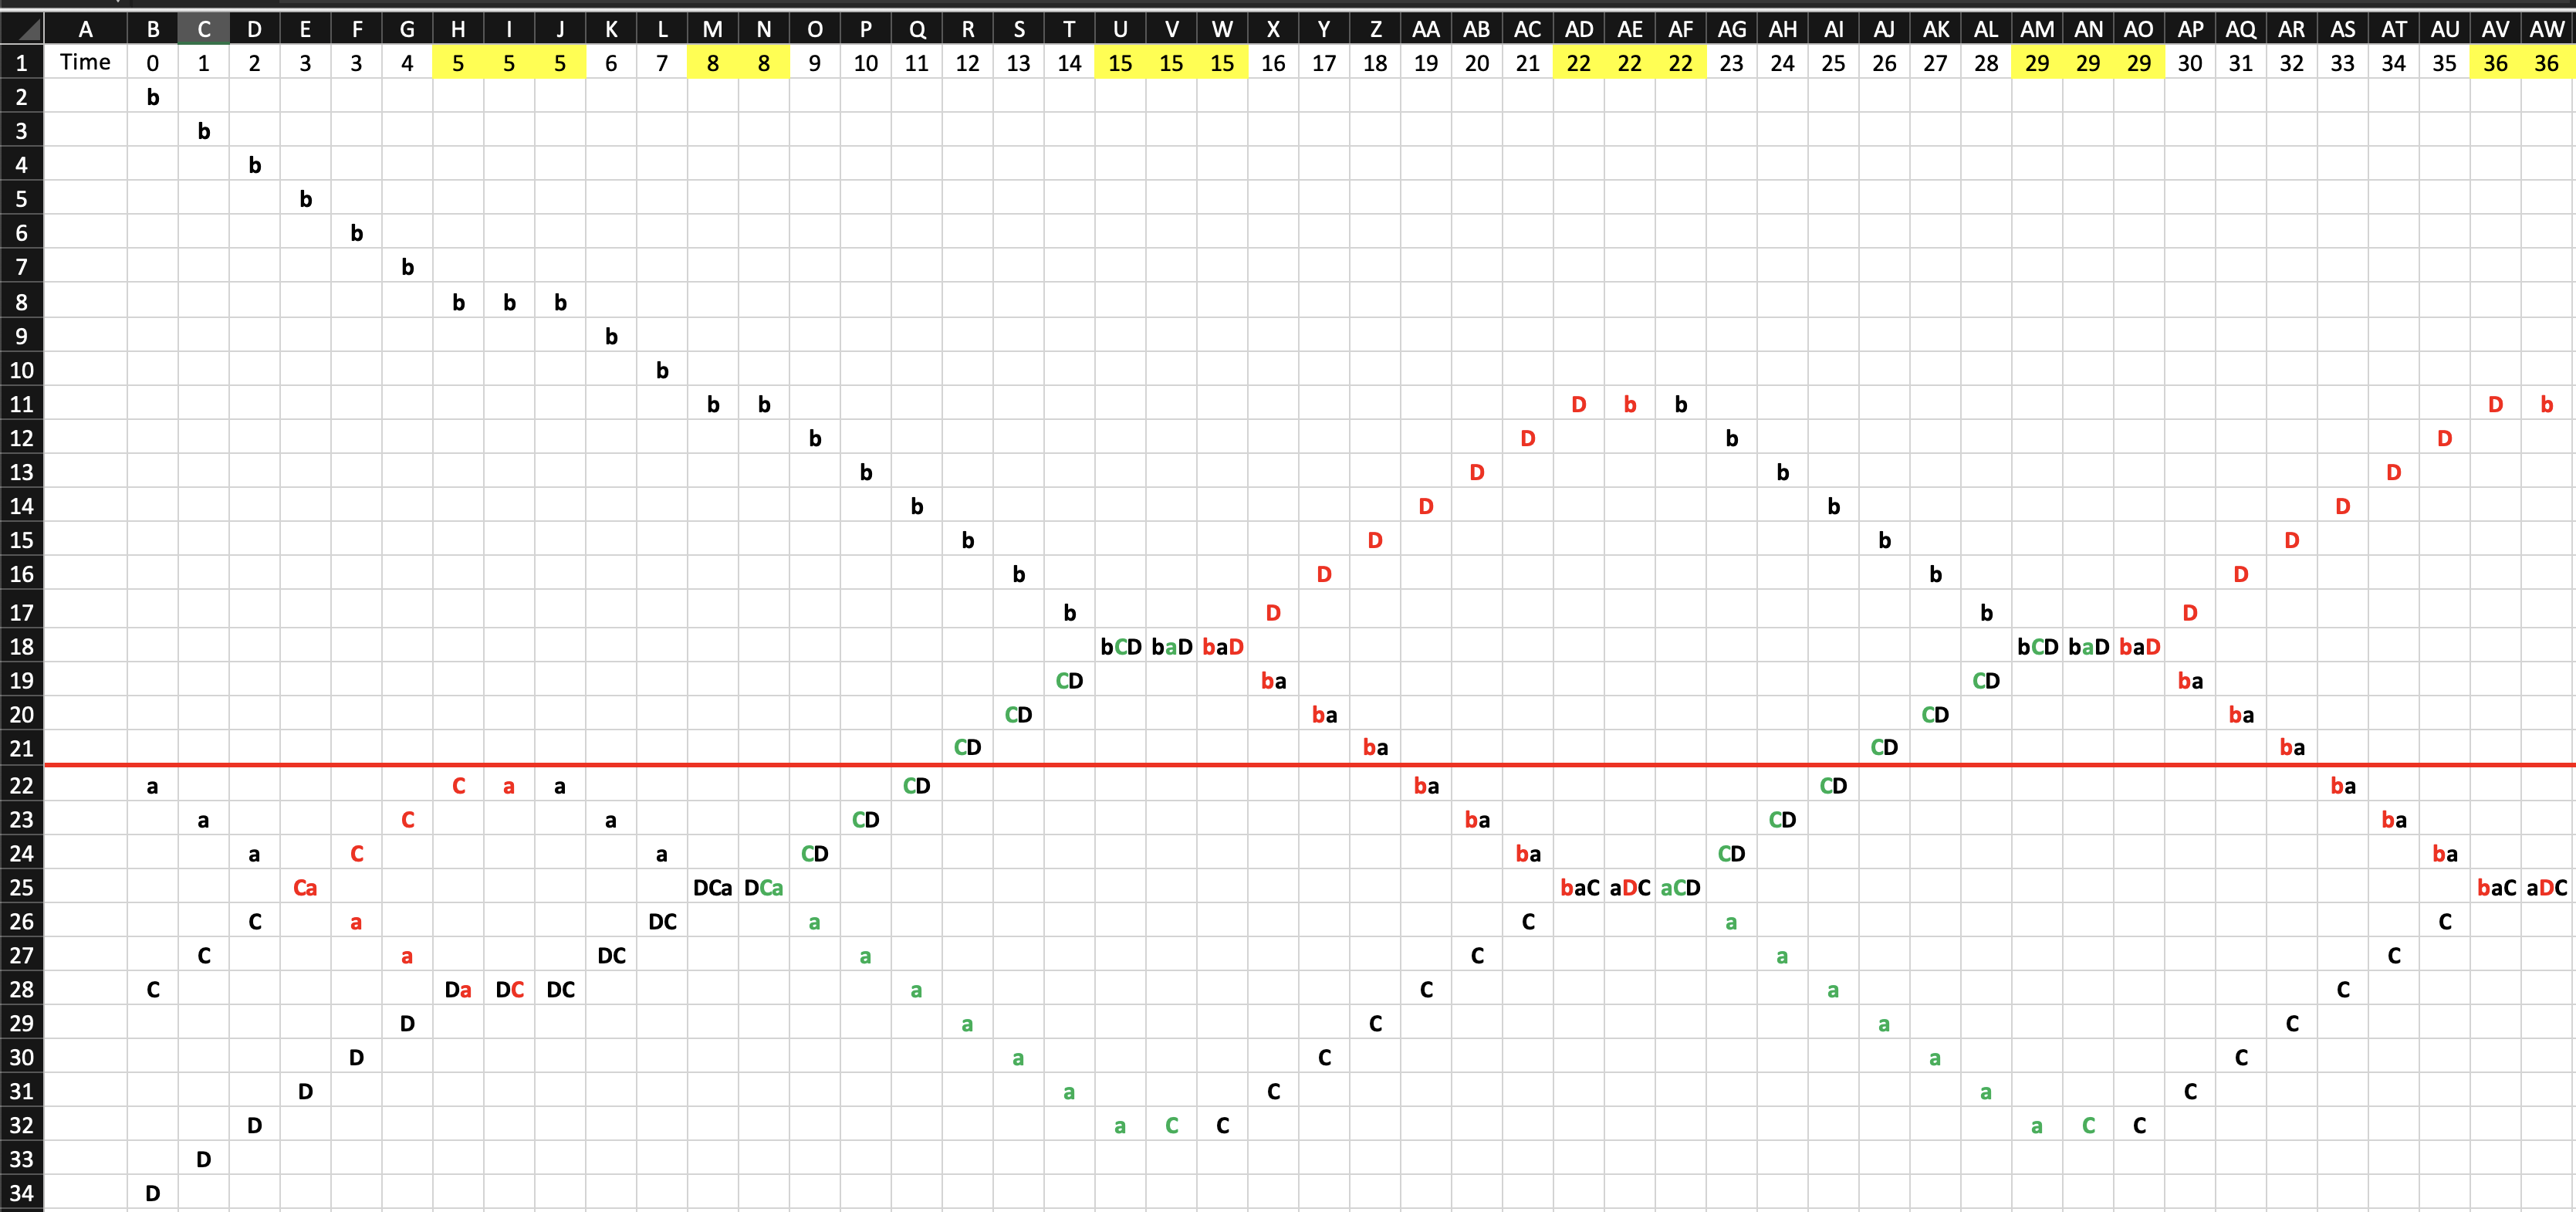 A B C D E F G H I J K L M N O P Q R S T U V W X Y Z AA AB AC AD AE AF AG AH AI AJ AK AL AM AN AO AP AQ AR AS AT AU AV AW
1 Time 0 1 2 3 3 4 5 5 5 6 7 8 8 9 10 11 12 13 14 15 15 15 16 17 18 19 20 21 22 22 22 23 24 25 26 27 28 29 29 29 30 31 32 33 34 35 36 36
2 b
3 b
4 b
5 b
6 b
7 b
8 b b b
9 b
10 b
11 b b D b b D b
12 b D b D
13 b D b D
14 b D b D
15 b D b D
16 b D b D
17 b D b D
18 bCD baD baD bCD baD baD
19 CD ba CD ba
20 CD ba CD ba
21 CD ba CD ba
22 a C a a CD ba CD ba
23 a C a CD ba CD ba
24 a C a CD ba CD ba
25 Ca DCa DCa baC aDC aCD baC aDC
26 C a DC a C a C
27 C a DC a C a C
28 C Da DC DC a C a C
29 D a C a C
30 D a C a C
31 D a C a C
32 D a C C a C C
33 D
34 D